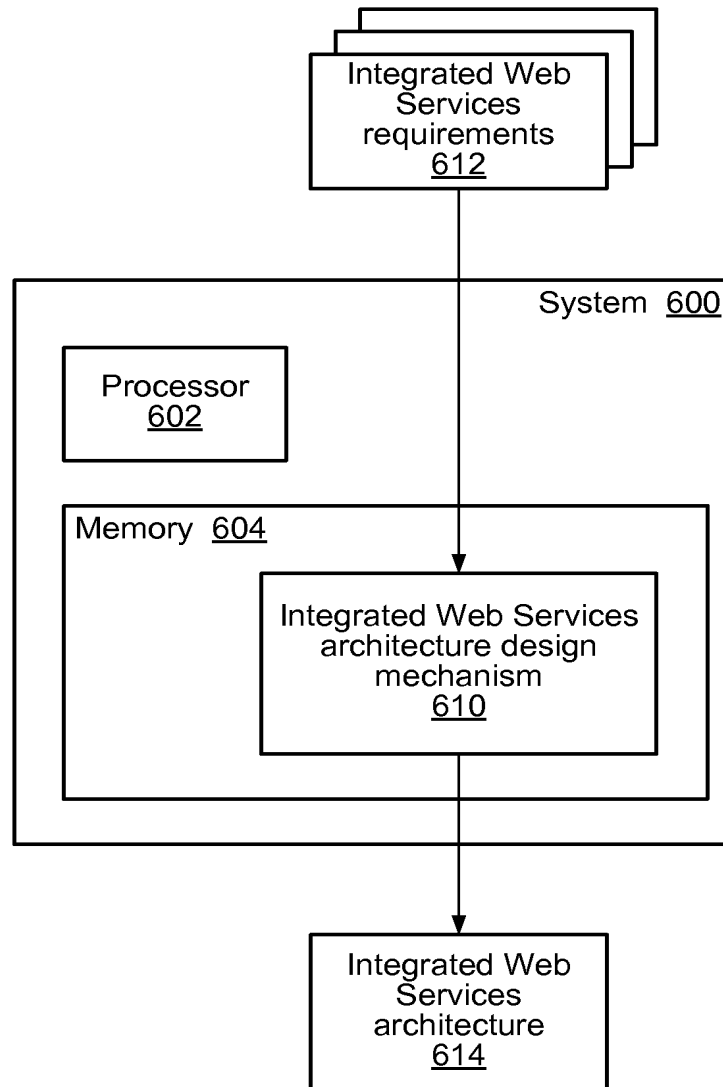 Integrated Web
Services
requirements
612
System 600
Processor
602
Memory 604
Integrated Web Services
architecture design
mechanism
610
Integrated Web
Services
architecture
614